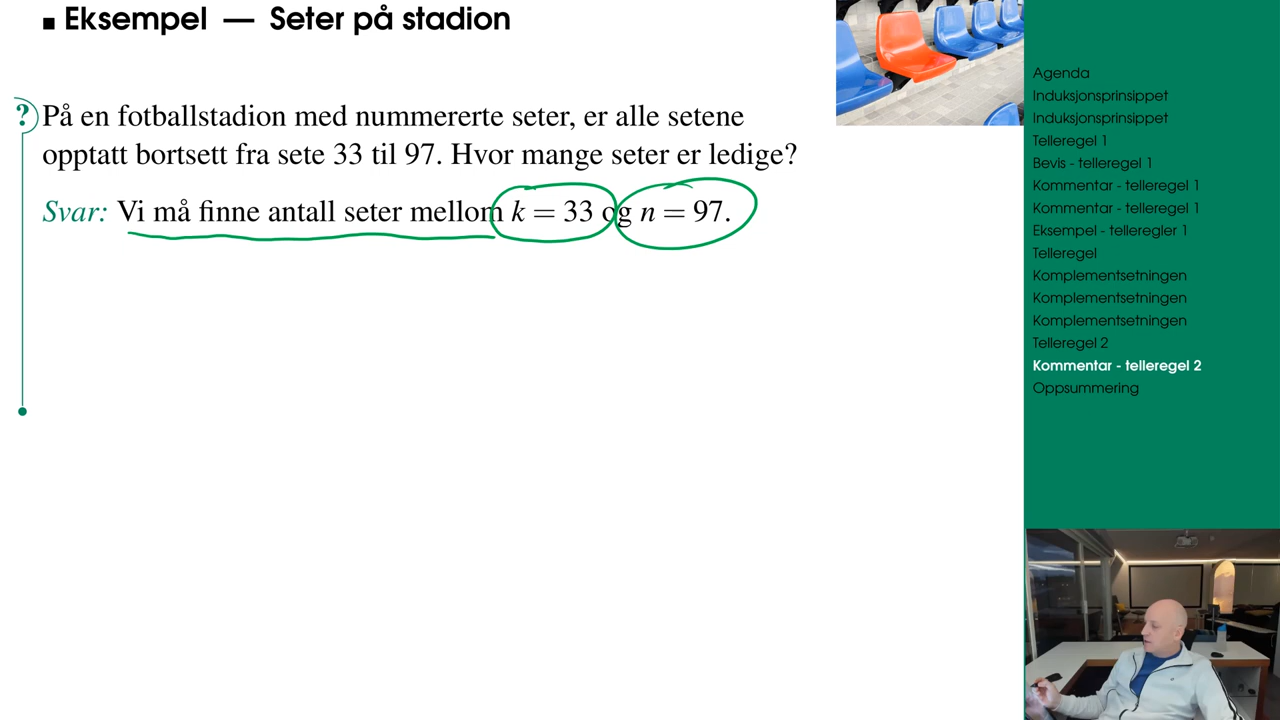 Eksempel — Seter på stadion
? På en fotballstadion med nummererte seter, er alle setene
opptatt bortsett fra sete 33 til 97. Hvor mange seter er ledige?
Svar: Vi må finne antall seter mellom k = 33 og n = 97.
Agenda
Induksjonsprinsippet
Induksjonsprinsippet
Telleregel 1
Bevis - telleregel 1
Kommentar - telleregel 1
Kommentar - telleregel 1
Eksempel - telleregler 1
Telleregel
Komplementsetningen
Komplementsetningen
Komplementsetningen
Telleregel 2
Kommentar - telleregel 2
Oppsummering